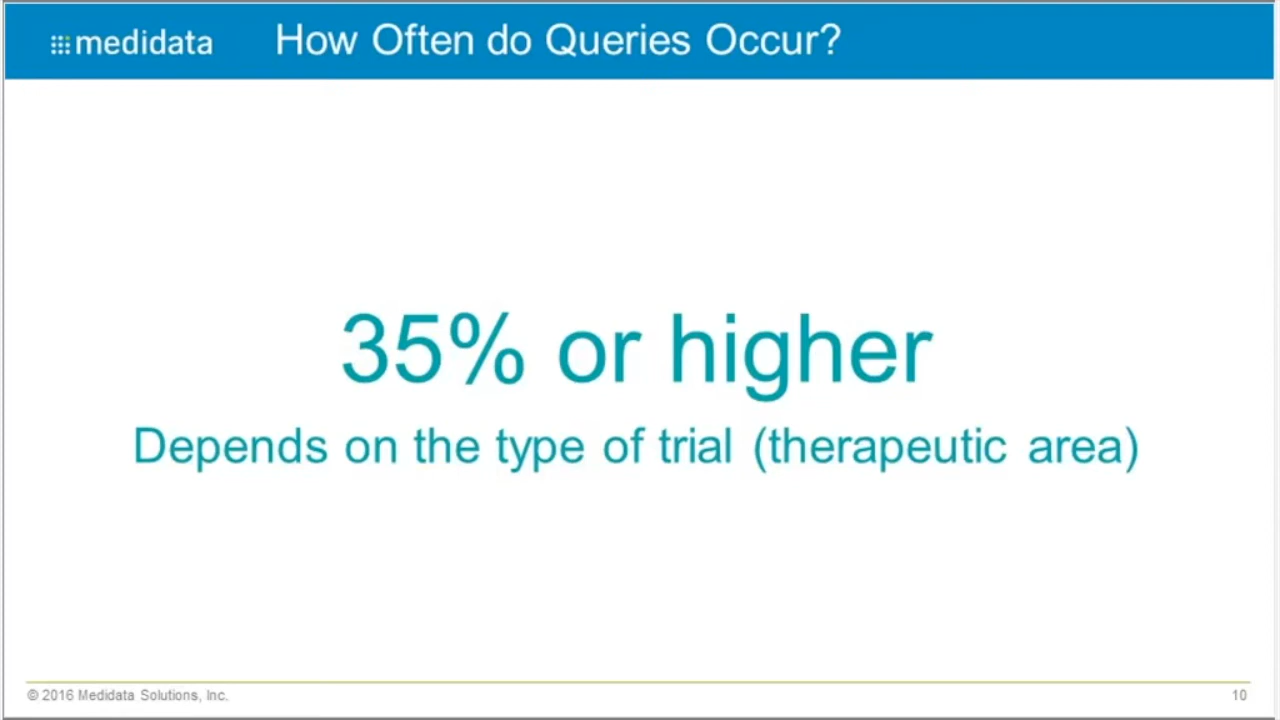 medidata How Often do Queries Occur?
35% or higher
Depends on the type of trial (therapeutic area)
© 2016 Medidata Solutions, Inc. 10